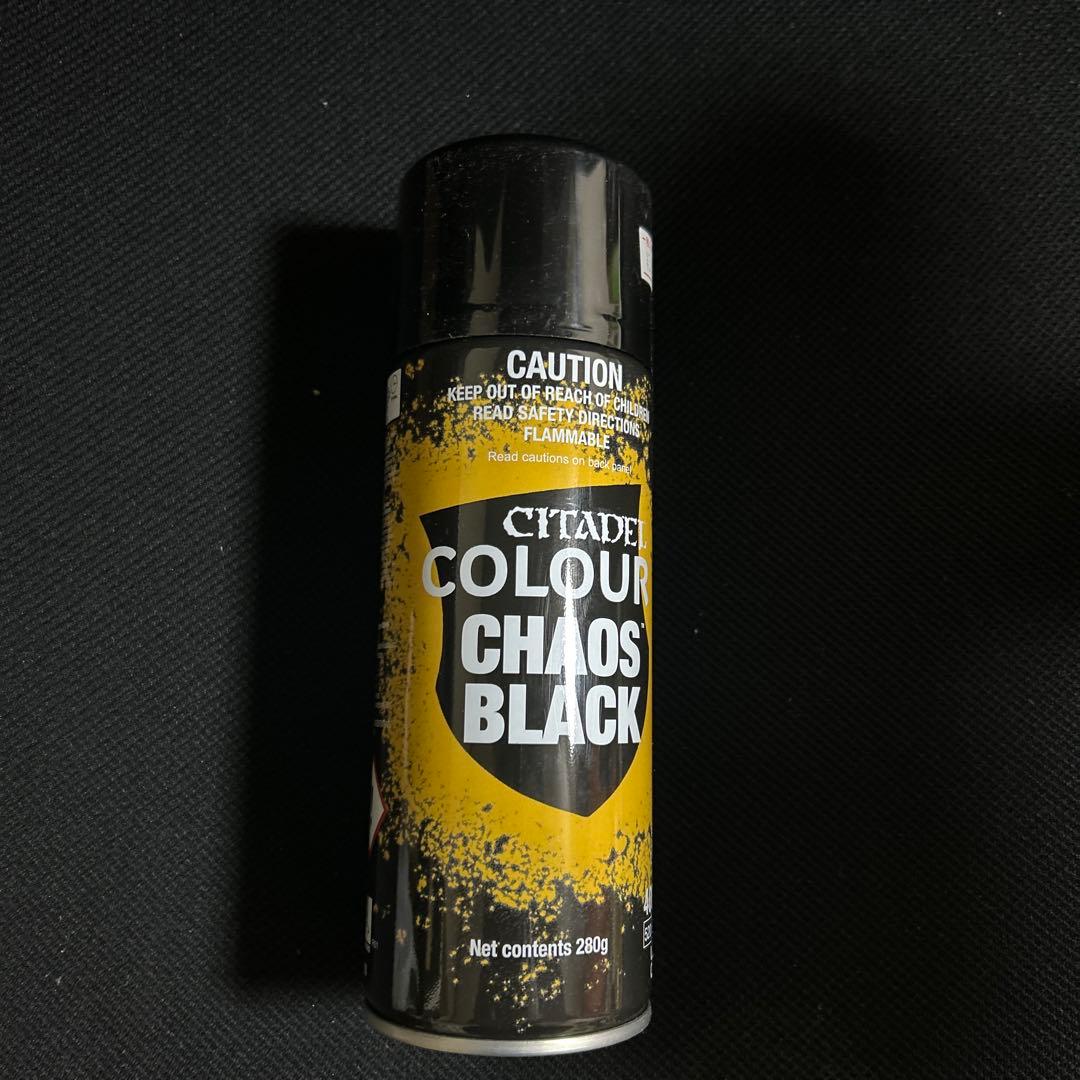 CAUTION
KEEP OUT OF REACH OF CHILDREN
READ SAFETY DIRECTIONS
FLAMMABLE
Read cautions on back panel
CITADEL
COLOUR
CHAOS™
BLACK
Net contents 280g